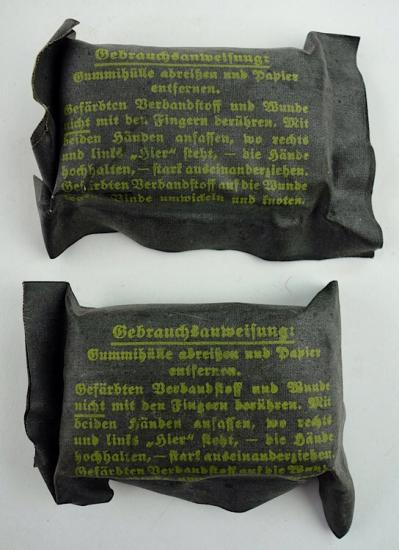 Gebrauchsanweisung:
Gummihülle abreißen und Papier
entfernen.
Gefärbten Verbandstoff und Wunde
nicht mit den Fingern berühren. Mit
beiden Händen anfassen, wo rechts
und links „Hier“ steht, – die Hände
hochhalten, – stark auseinanderziehen.
Gefärbten Verbandstoff auf die Wunde
Binde umwickeln und knoten.
Gebrauchsanweisung:
Gummihülle abreißen und Papier
entfernen.
Gefärbten Verbandstoff und Wunde
nicht mit den Fingern berühren. Mit
beiden Händen anfassen, wo rechts
und links „Hier“ steht, – die Hände
hochhalten, – stark auseinanderziehen.
Gefärbten Verbandstoff auf die